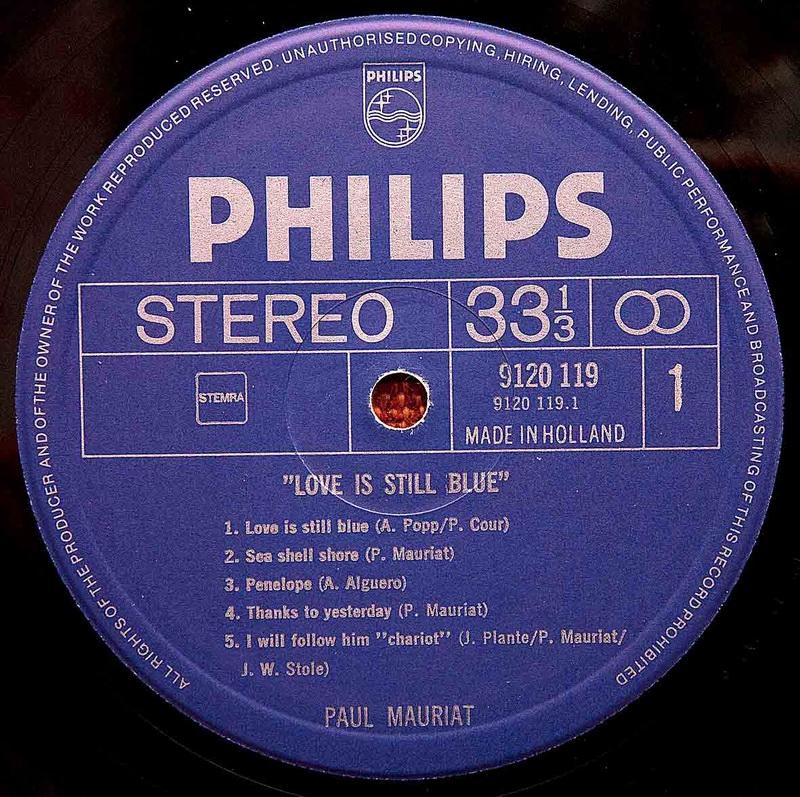 ALL RIGHTS OF THE PRODUCER AND OF THE OWNER OF THE WORK REPRODUCED RESERVED. UNAUTHORISED COPYING, HIRING, LENDING, PUBLIC PERFORMANCE AND BROADCASTING OF THIS RECORD PROHIBITED
PHILIPS
PHILIPS
STEREO 33 1/3
STEMRA
9120 119 1
9120 119.1
MADE IN HOLLAND
"LOVE IS STILL BLUE"
1. Love is still blue (A. Popp/P. Cour)
2. Sea shell shore (P. Mauriat)
3. Penelope (A. Alguero)
4. Thanks to yesterday (P. Mauriat)
5. I will follow him "chariot" (J. Plante/P. Mauriat/
J. W. Stole)
PAUL MAURIAT